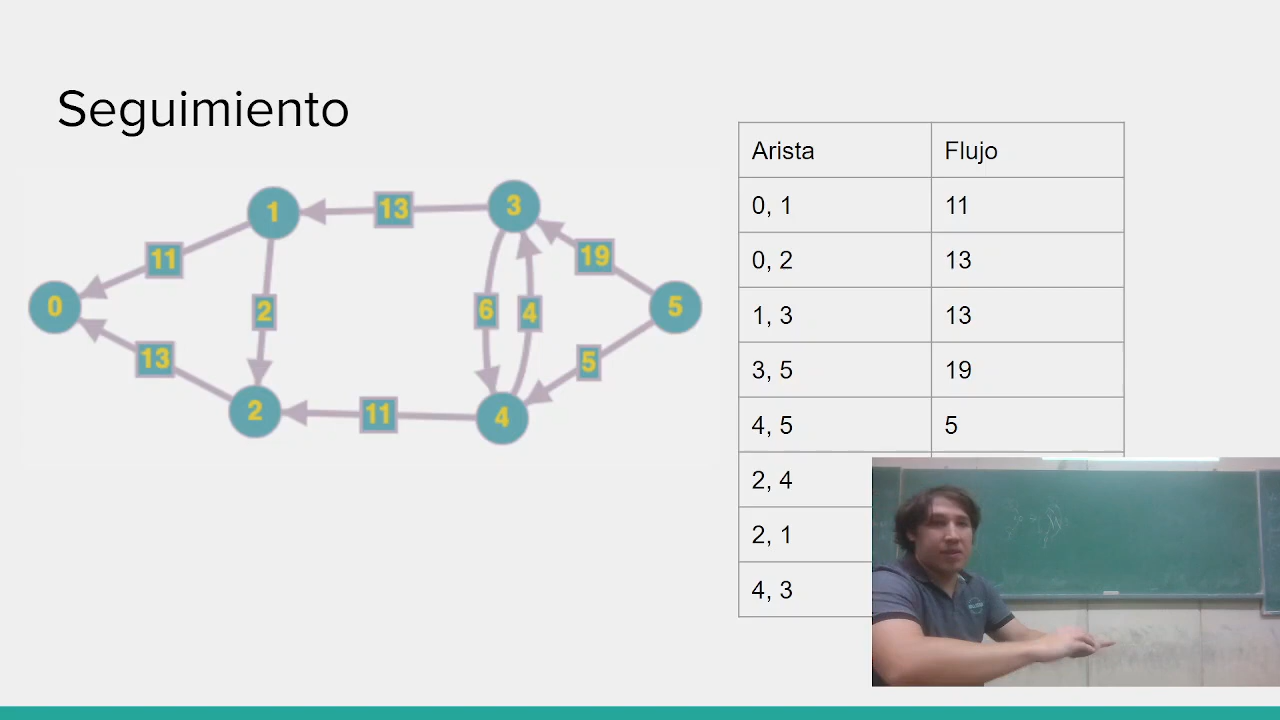 Seguimiento
Arista Flujo
0, 1 11
0, 2 13
1, 3 13
3, 5 19
4, 5 5
2, 4
2, 1
4, 3
1 13 3
11 19
0 2 6 4 5
13 5
2 11 4